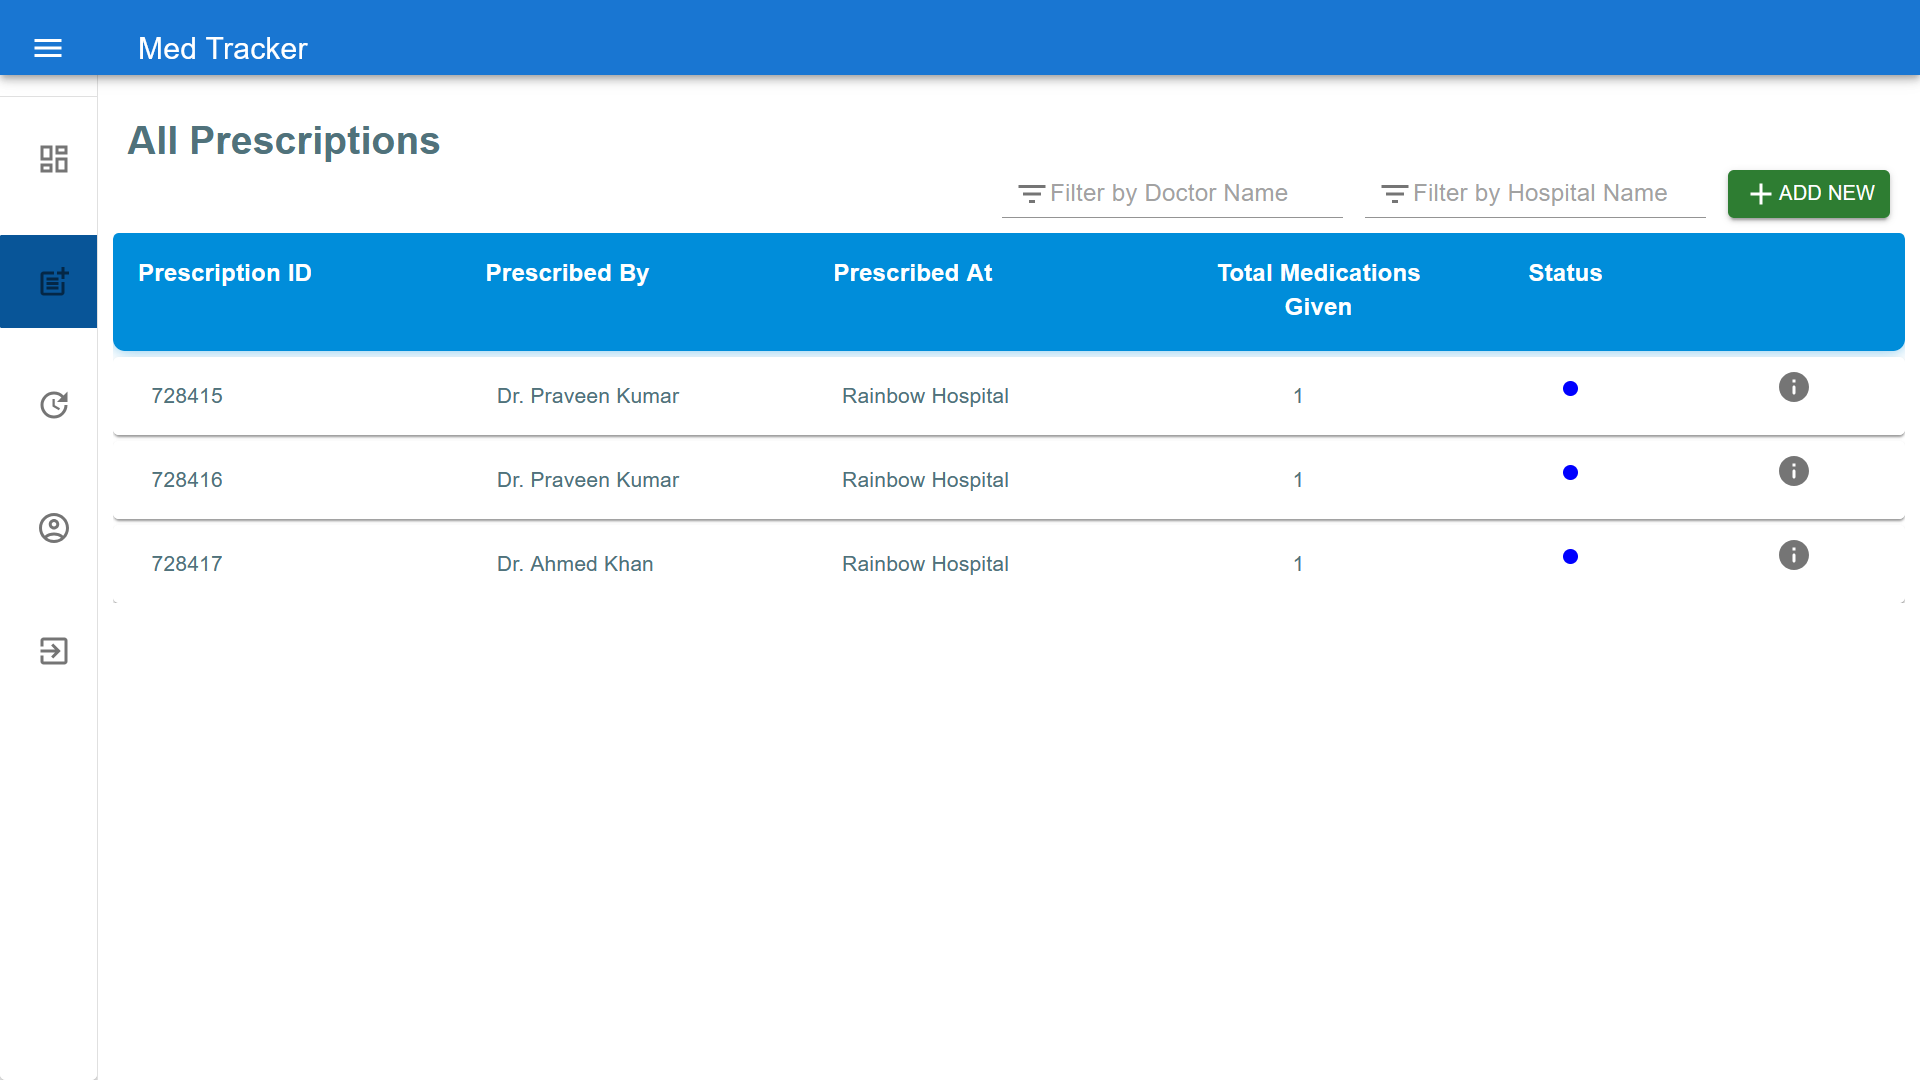 Med Tracker
All Prescriptions
Filter by Doctor Name Filter by Hospital Name ADD NEW
Prescription ID Prescribed By Prescribed At Total Medications Given Status
728415 Dr. Praveen Kumar Rainbow Hospital 1
728416 Dr. Praveen Kumar Rainbow Hospital 1
728417 Dr. Ahmed Khan Rainbow Hospital 1